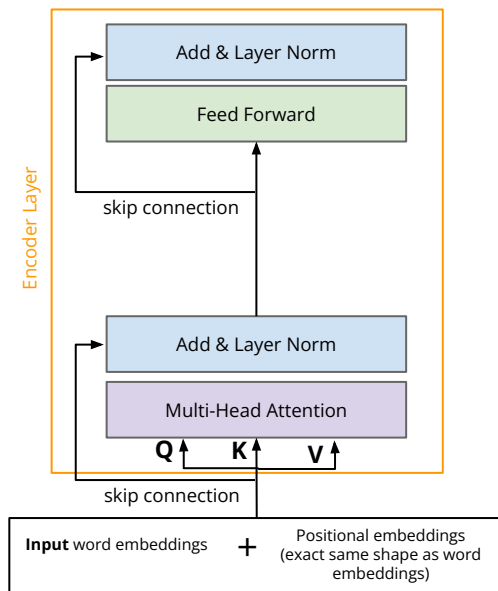 Add & Layer Norm
Feed Forward
skip connection
Encoder Layer
Add & Layer Norm
Multi-Head Attention
Q K V
skip connection
Input word embeddings + Positional embeddings
(exact same shape as word
embeddings)